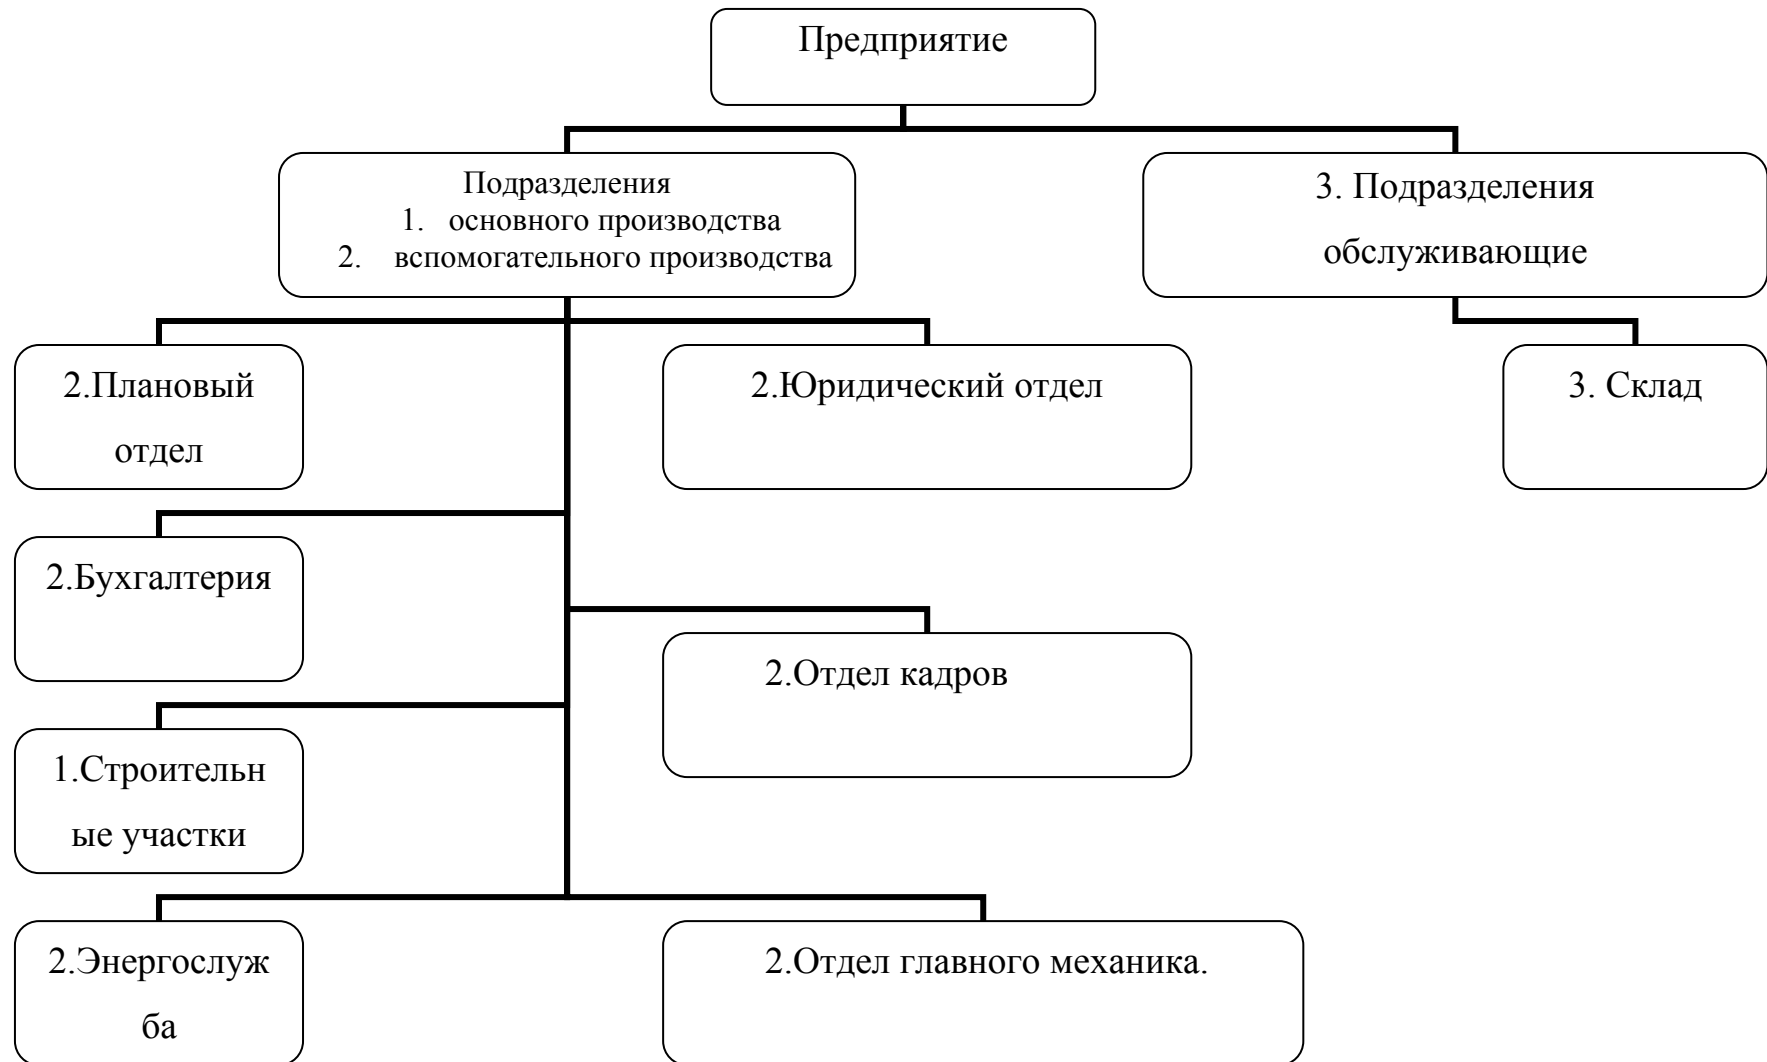 Предприятие
Подразделения
1. основного производства
2. вспомогательного производства
3. Подразделения
обслуживающие
2.Плановый
отдел
2.Юридический отдел
3. Склад
2.Бухгалтерия
2.Отдел кадров
1.Строительн
ые участки
2.Энергослуж
ба
2.Отдел главного механика.